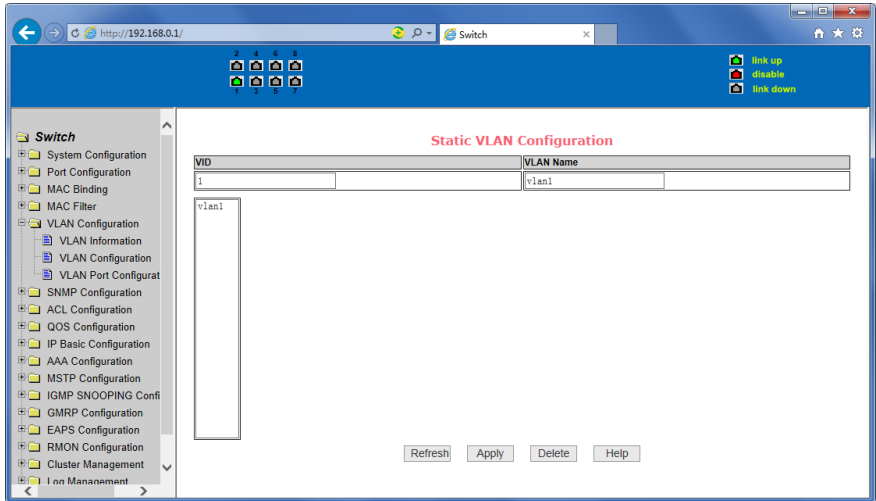 http://192.168.0.1/
Switch
2 4 6 8
1 3 5 7
link up
disable
link down
Switch
System Configuration
Port Configuration
MAC Binding
MAC Filter
VLAN Configuration
VLAN Information
VLAN Configuration
VLAN Port Configurat
SNMP Configuration
ACL Configuration
QOS Configuration
IP Basic Configuration
AAA Configuration
MSTP Configuration
IGMP SNOOPING Confi
GMRP Configuration
EAPS Configuration
RMON Configuration
Cluster Management
Log Management
Static VLAN Configuration
VID VLAN Name
1 vlan1
vlan1
Refresh Apply Delete Help